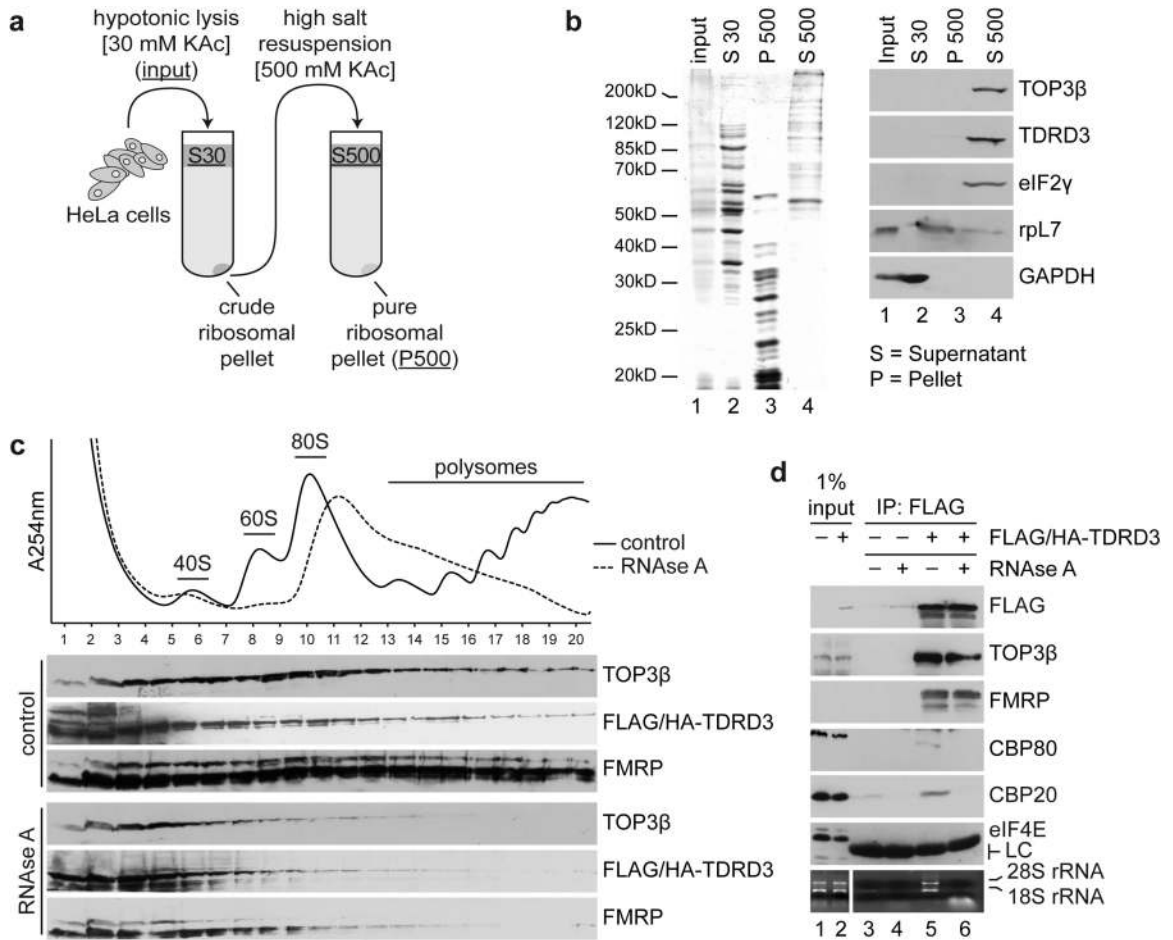 a
hypotonic lysis
[30 mM KAc]
(input)
high salt
resuspension
[500 mM KAc]
S30
S500
HeLa cells
crude
ribosomal
pellet
pure
ribosomal
pellet (P500)
b
input
S 30
P 500
S 500
200kD
120kD
85kD
70kD
50kD
40kD
30kD
25kD
20kD
1 2 3 4
Input
S 30
P 500
S 500
TOP3β
TDRD3
eIF2γ
rpL7
GAPDH
1 2 3 4
S = Supernatant
P = Pellet
c
A254nm
40S
60S
80S
polysomes
control
RNAse A
1 2 3 4 5 6 7 8 9 10 11 12 13 14 15 16 17 18 19 20
control
TOP3β
FLAG/HA-TDRD3
FMRP
RNAse A
TOP3β
FLAG/HA-TDRD3
FMRP
d
1%
input
IP: FLAG
– + – – + + FLAG/HA-TDRD3
– + – + RNAse A
FLAG
TOP3β
FMRP
CBP80
CBP20
eIF4E
LC
28S rRNA
18S rRNA
1 2 3 4 5 6